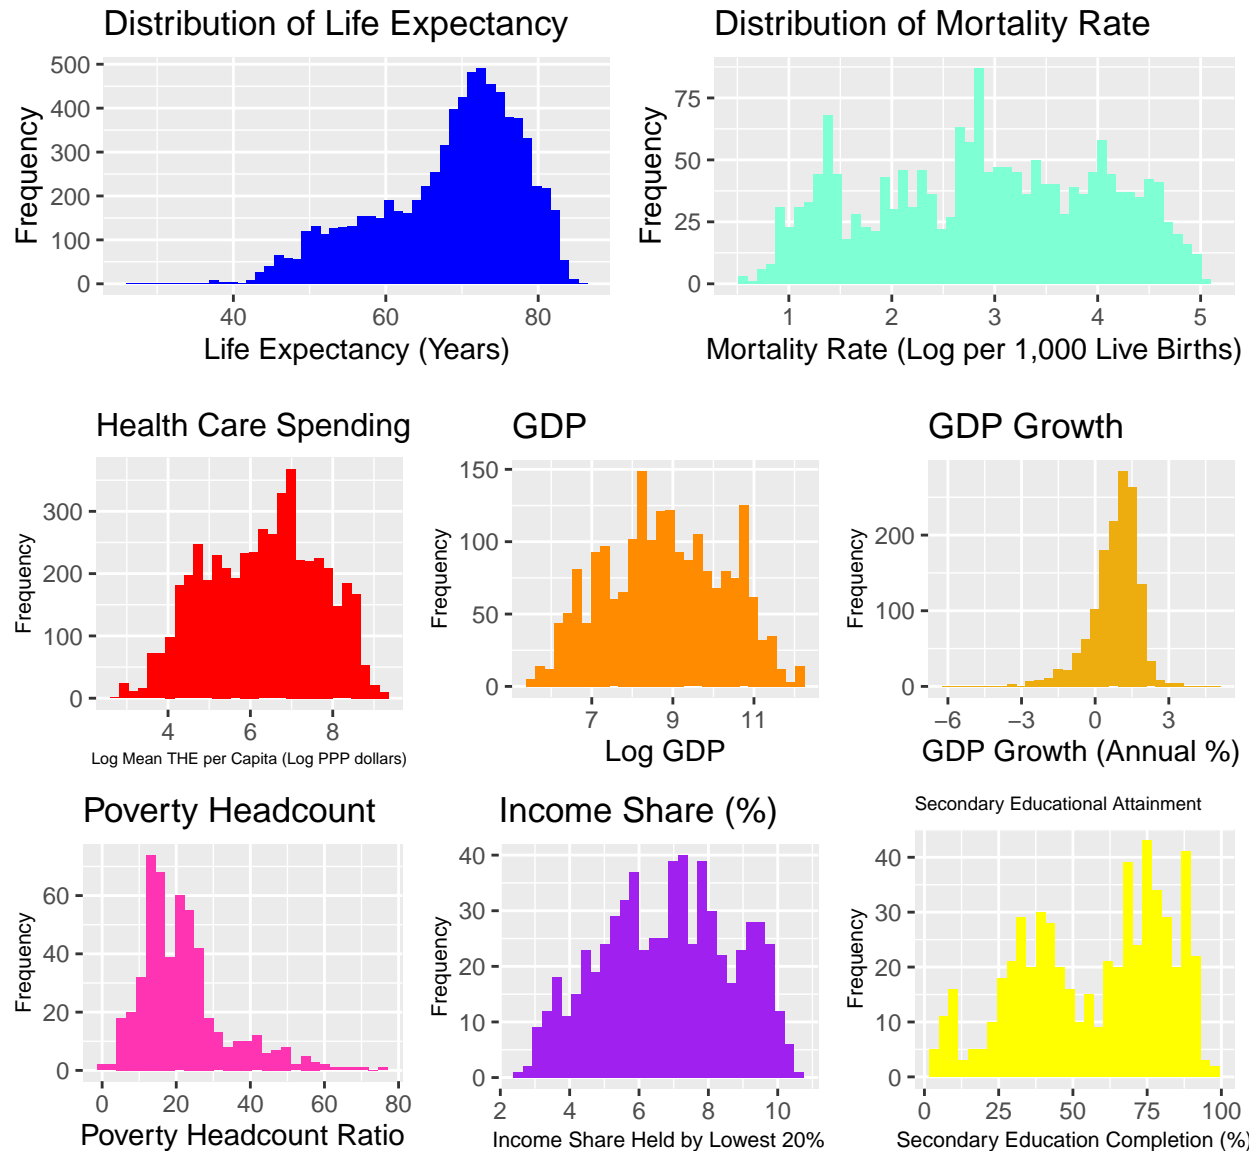 Distribution of Life Expectancy
Frequency
500
400
300
200
100
0
40 60 80
Life Expectancy (Years)
Distribution of Mortality Rate
Frequency
75
50
25
0
1 2 3 4 5
Mortality Rate (Log per 1,000 Live Births)
Health Care Spending
Frequency
300
200
100
0
4 6 8
Log Mean THE per Capita (Log PPP dollars)
GDP
Frequency
150
100
50
0
7 9 11
Log GDP
GDP Growth
Frequency
200
100
0
−6 −3 0 3
GDP Growth (Annual %)
Poverty Headcount
Frequency
60
40
20
0
0 20 40 60 80
Poverty Headcount Ratio
Income Share (%)
Frequency
40
30
20
10
0
2 4 6 8 10
Income Share Held by Lowest 20%
Secondary Educational Attainment
Frequency
40
30
20
10
0
0 25 50 75 100
Secondary Education Completion (%)